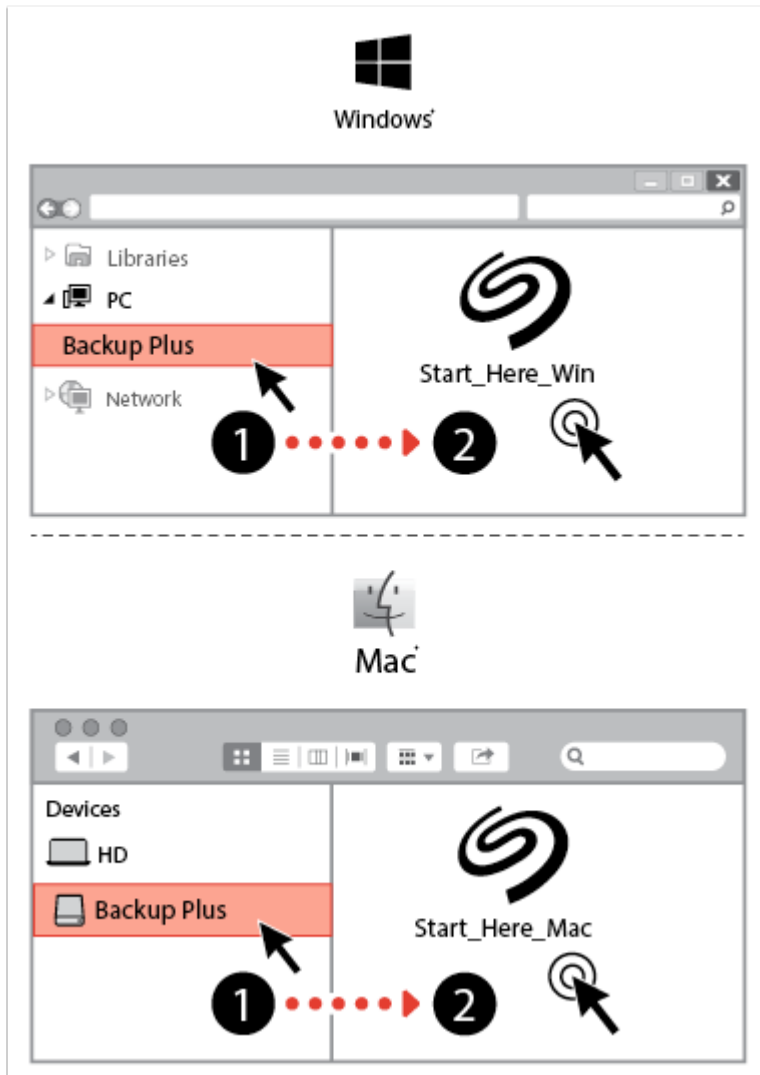 Windows+
Libraries
PC
Backup Plus
Network
Start_Here_Win
1
2
Mac+
Devices
HD
Backup Plus
Start_Here_Mac
1
2